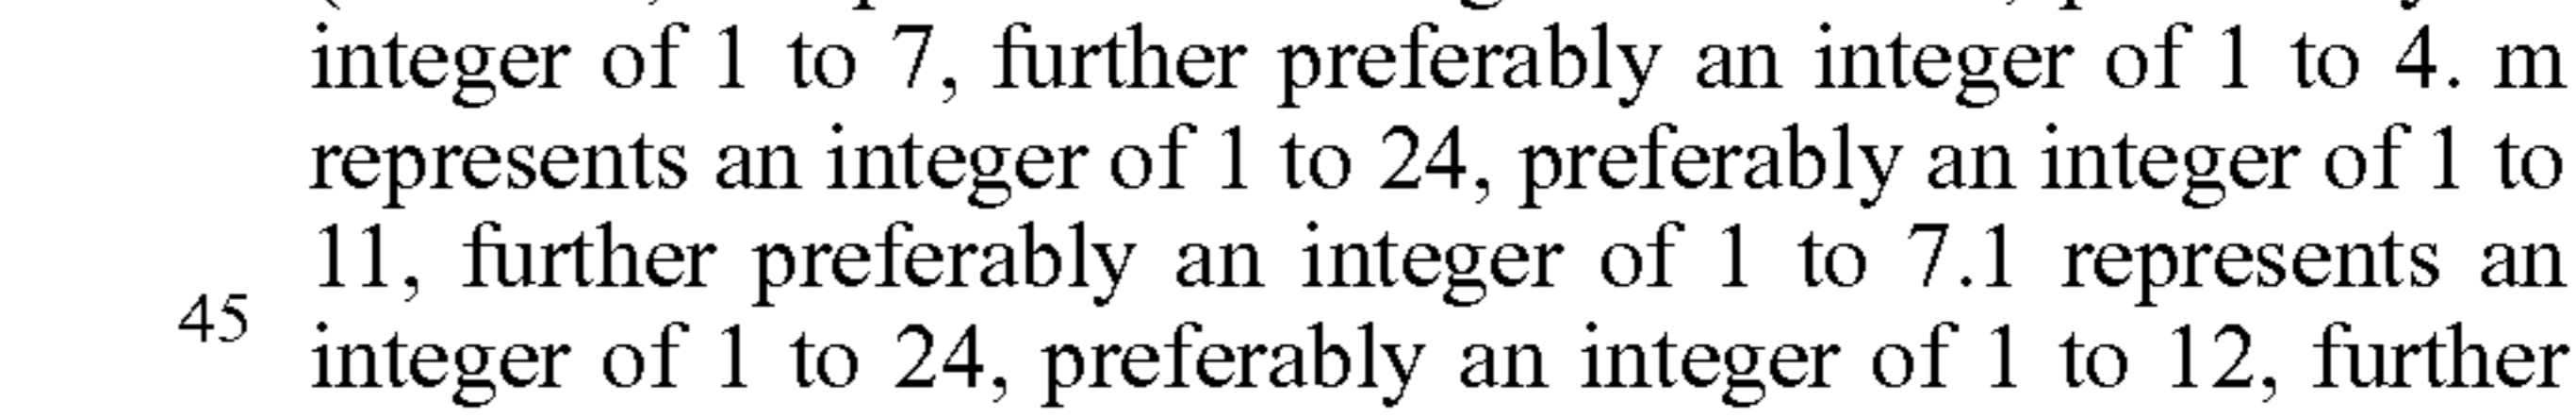 integer of 1 to 7, further preferably an integer of 1 to 4. m
represents an integer of 1 to 24, preferably an integer of 1 to
11, further preferably an integer of 1 to 7.1 represents an
45
integer of 1 to 24, preferably an integer of 1 to 12, further